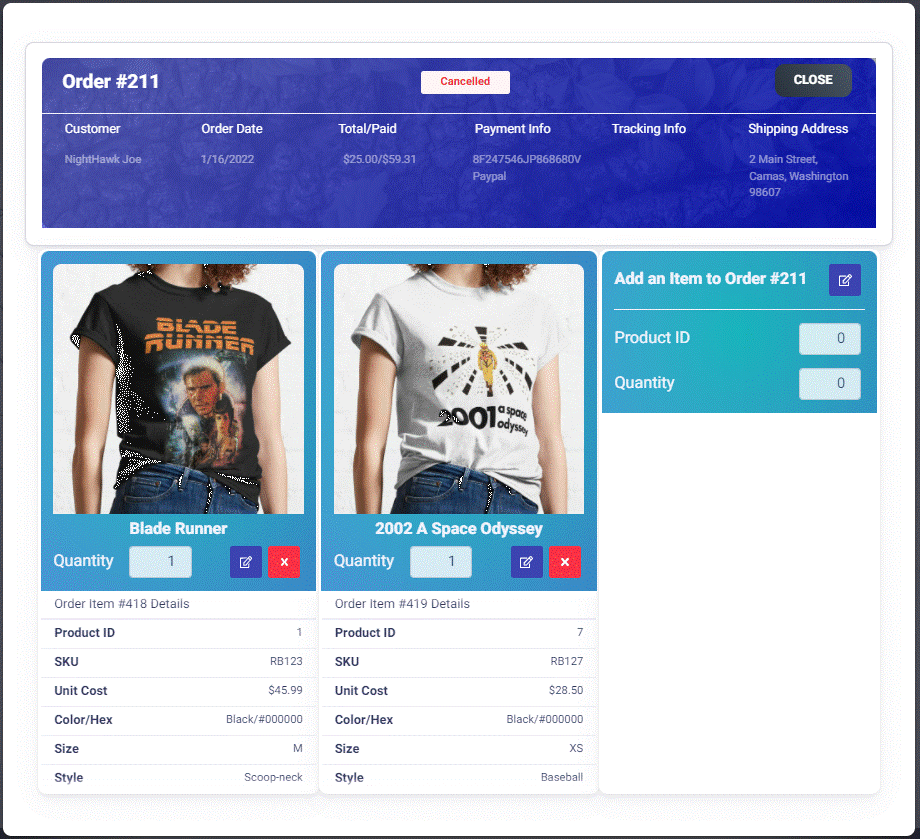 Order #211
Cancelled
CLOSE
Customer
Order Date
Total/Paid
Payment Info
Tracking Info
Shipping Address
NightHawk Joe
1/16/2022
$25.00/$59.31
8F247546JP868680V
Paypal
2 Main Street,
Camas, Washington
98607
BLADE
RUNNER
Blade Runner
Quantity
1
Order Item #418 Details
Product ID 1
SKU RB123
Unit Cost $45.99
Color/Hex Black/#000000
Size M
Style Scoop-neck
2001 a space
odyssey
2002 A Space Odyssey
Quantity
1
Order Item #419 Details
Product ID 7
SKU RB127
Unit Cost $28.50
Color/Hex Black/#000000
Size XS
Style Baseball
Add an Item to Order #211
Product ID 0
Quantity 0